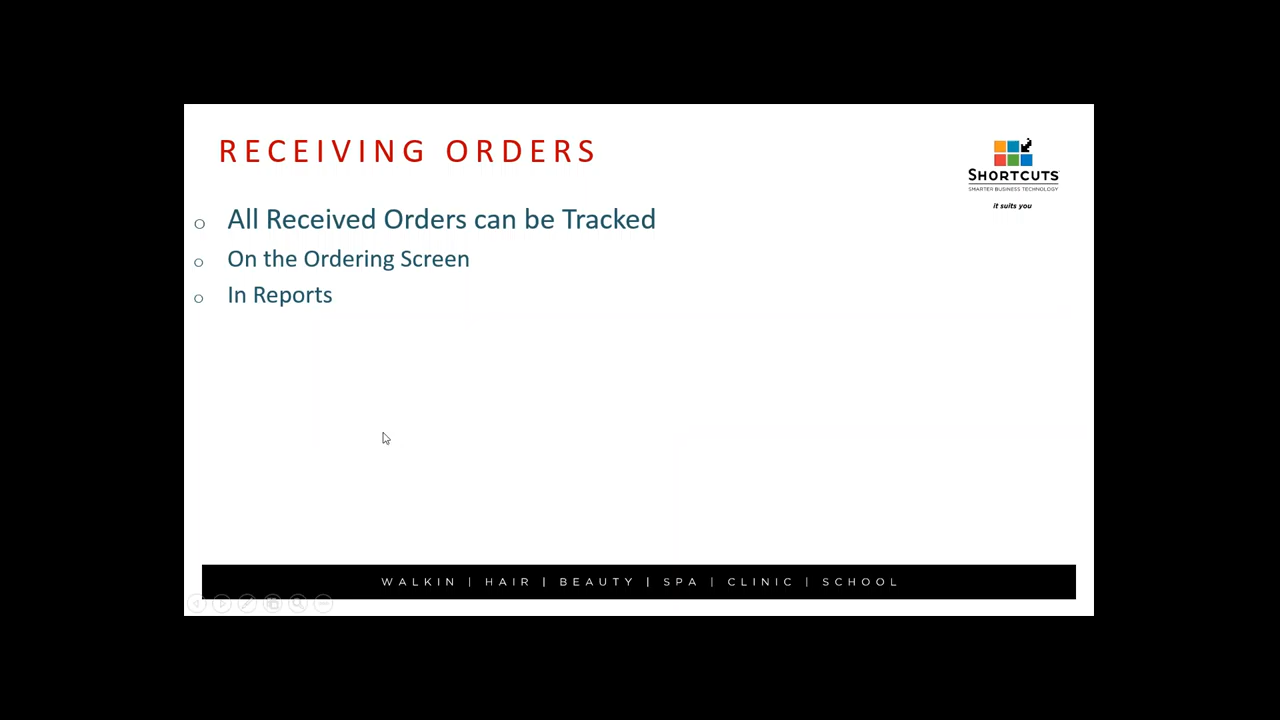 RECEIVING ORDERS
SHORTCUTS
SMARTER BUSINESS TECHNOLOGY
it suits you
All Received Orders can be Tracked
On the Ordering Screen
In Reports
WALKIN | HAIR | BEAUTY | SPA | CLINIC | SCHOOL